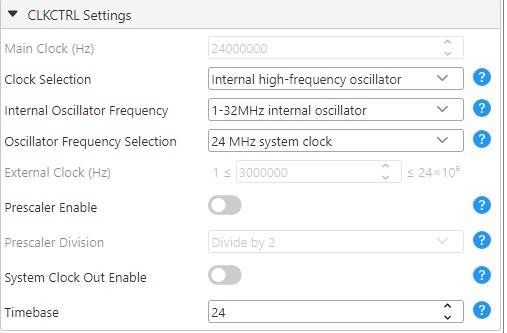 CLKCTRL Settings
Main Clock (Hz) 24000000
Clock Selection Internal high-frequency oscillator ?
Internal Oscillator Frequency 1-32MHz internal oscillator ?
Oscillator Frequency Selection 24 MHz system clock ?
External Clock (Hz) 1 ≤ 3000000 ≤ 24×10⁶
Prescaler Enable ?
Prescaler Division Divide by 2 ?
System Clock Out Enable ?
Timebase 24 ?